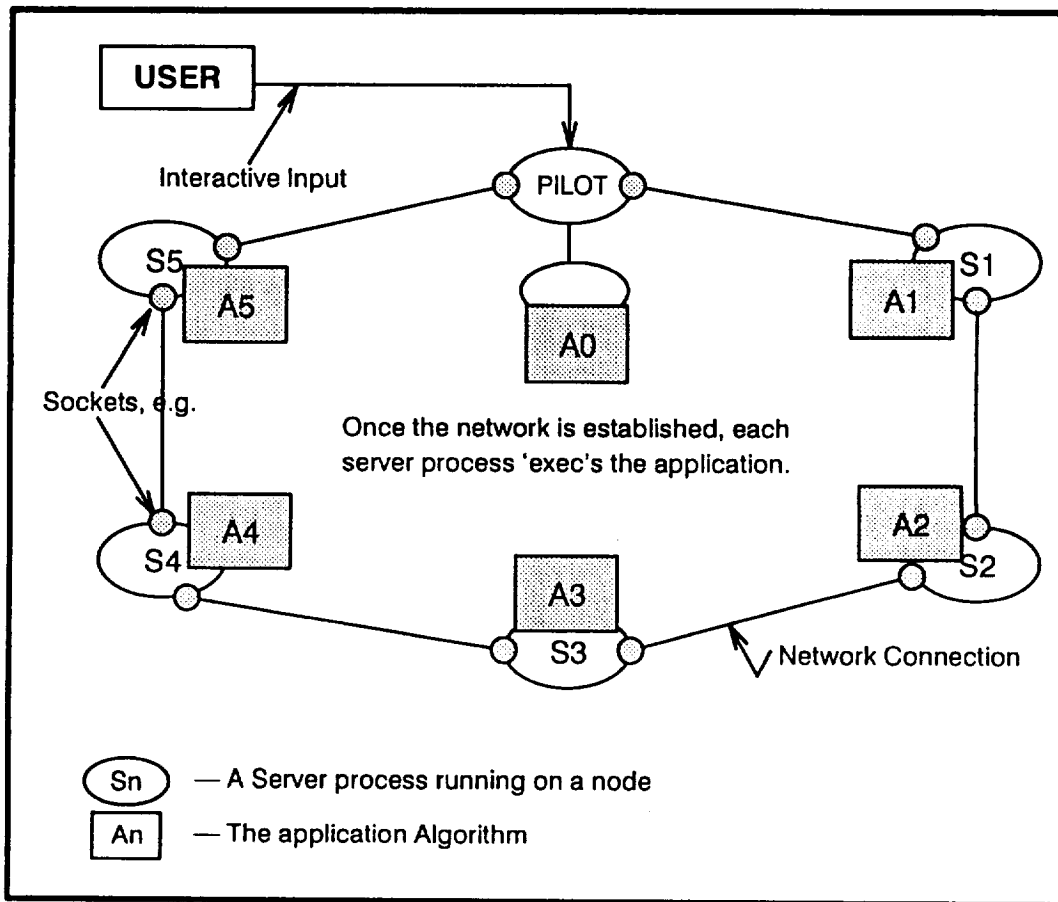 USER
Interactive Input
PILOT
S5
A5
S1
A1
A0
Sockets, e.g.
Once the network is established, each
server process ‘exec’s the application.
S4
A4
A2
S2
A3
S3
Network Connection
Sn — A Server process running on a node
An — The application Algorithm